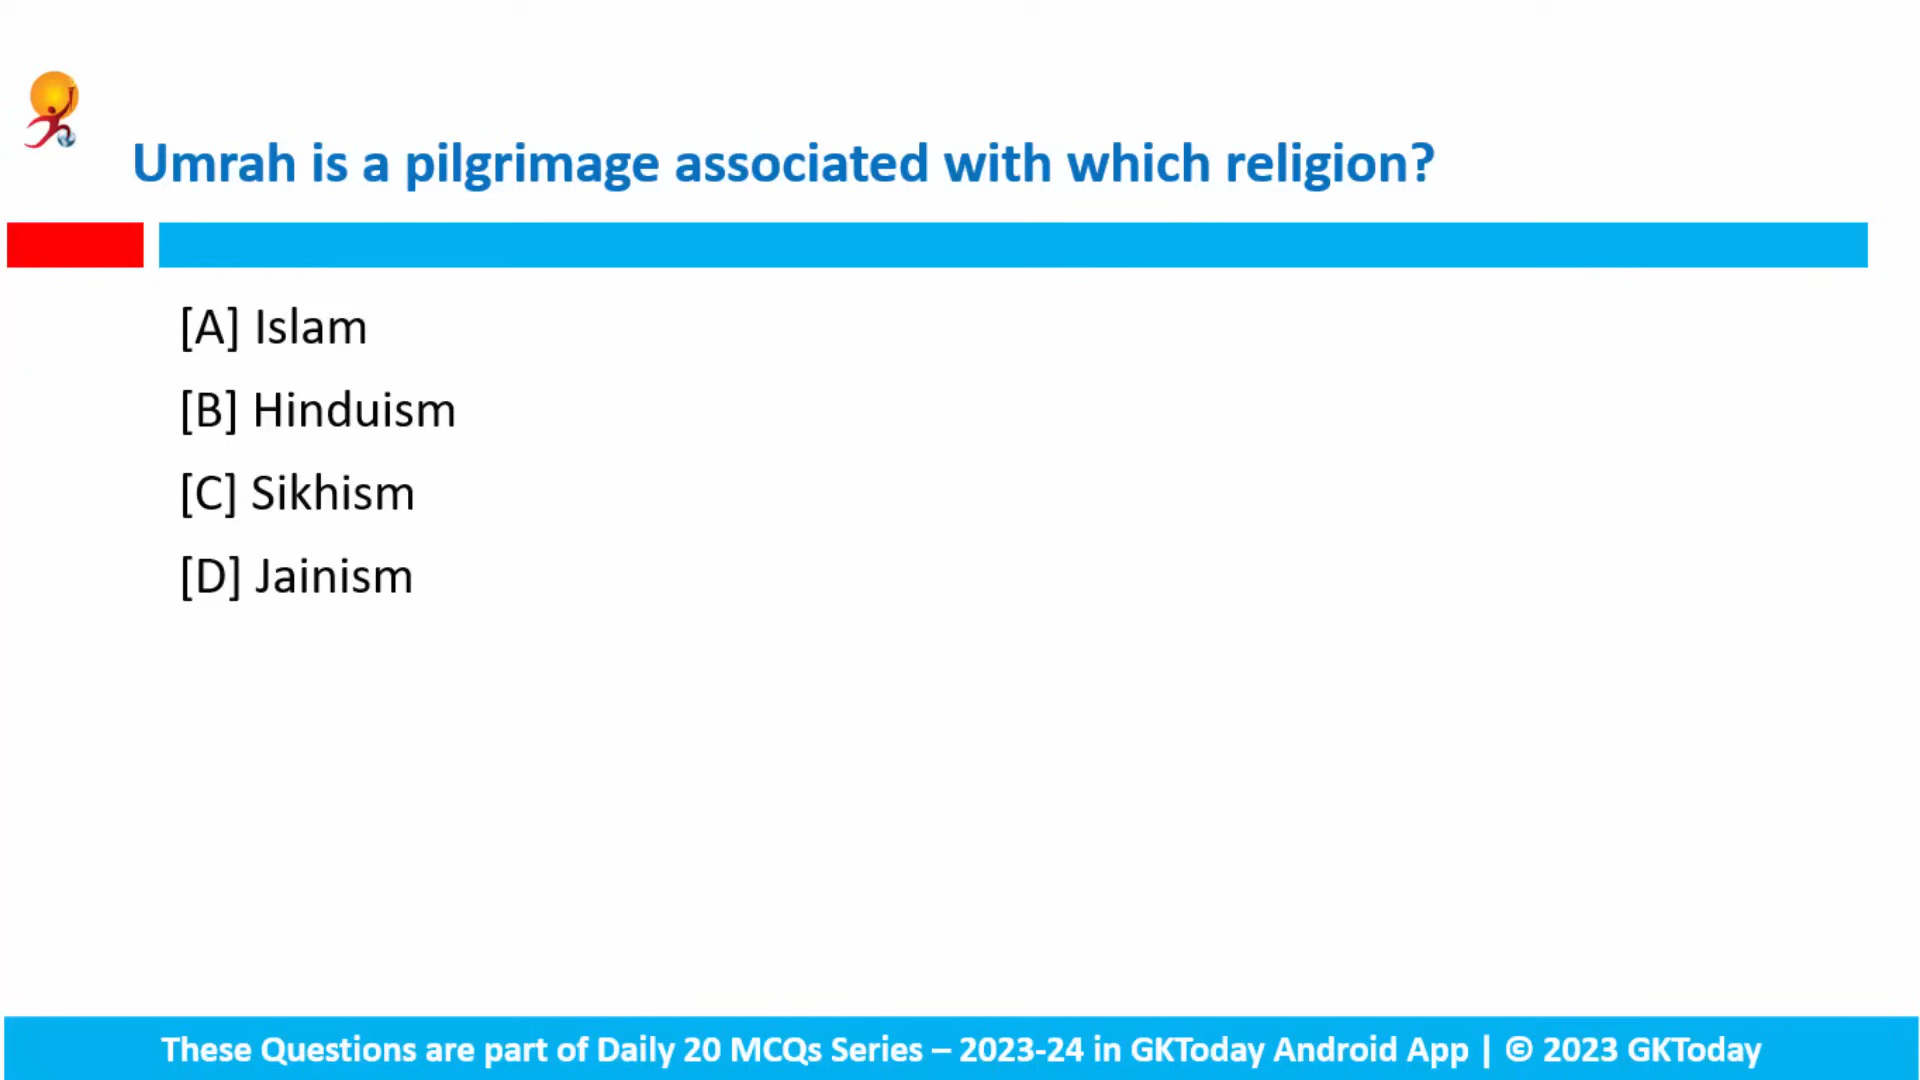 Umrah is a pilgrimage associated with which religion?
[A] Islam
[B] Hinduism
[C] Sikhism
[D] Jainism
These Questions are part of Daily 20 MCQs Series – 2023-24 in GKToday Android App | © 2023 GKToday